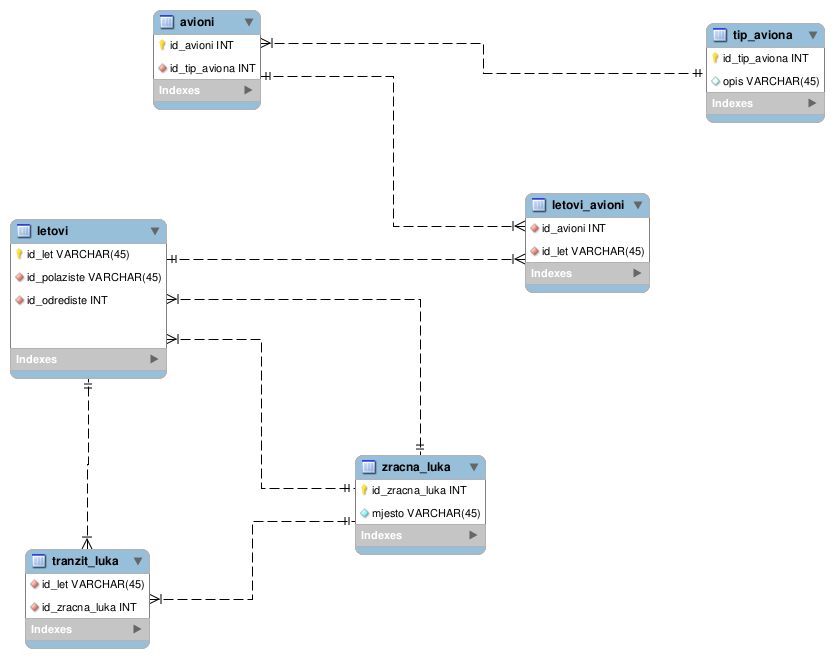 avioni
id_avioni INT
id_tip_aviona INT
Indexes
tip_aviona
id_tip_aviona INT
opis VARCHAR(45)
Indexes
letovi_avioni
id_avioni INT
id_let VARCHAR(45)
Indexes
letovi
id_let VARCHAR(45)
id_polaziste VARCHAR(45)
id_odrediste INT
Indexes
zracna_luka
id_zracna_luka INT
mjesto VARCHAR(45)
Indexes
tranzit_luka
id_let VARCHAR(45)
id_zracna_luka INT
Indexes